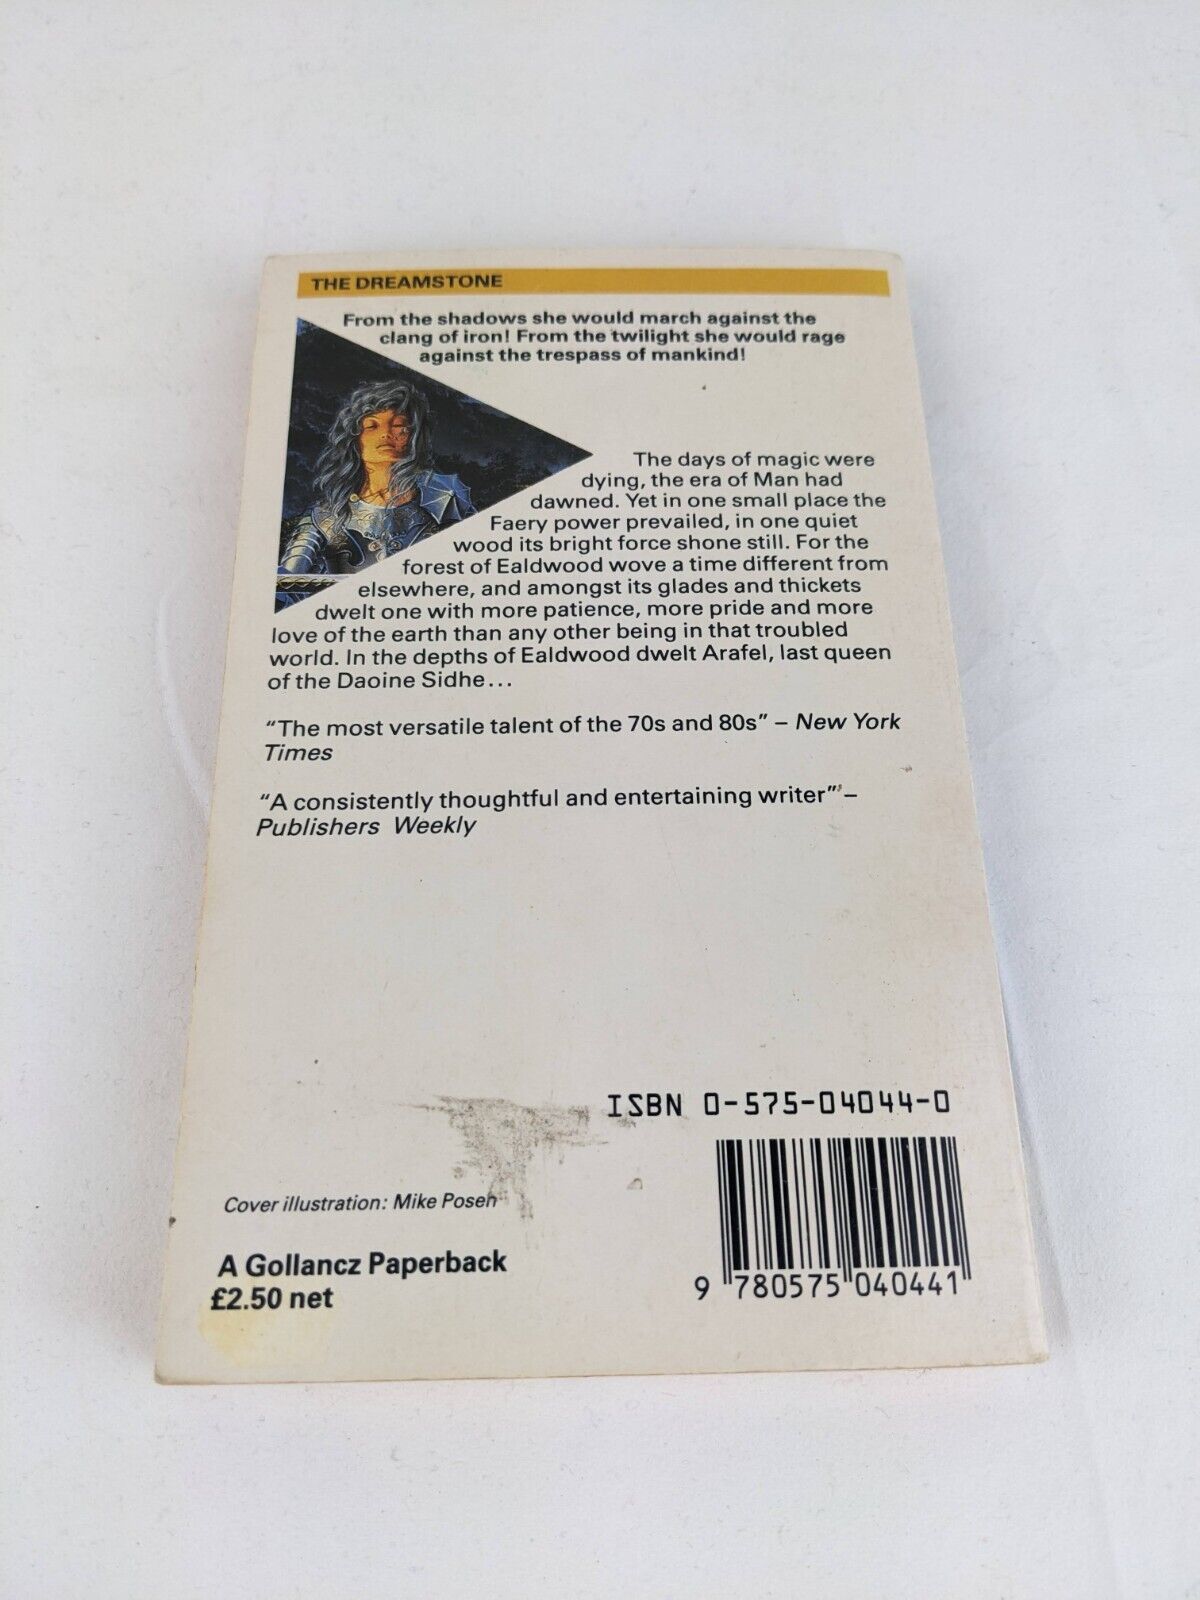 THE DREAMSTONE
From the shadows she would march against the
clang of iron! From the twilight she would rage
against the trespass of mankind!
The days of magic were
dying, the era of Man had
dawned. Yet in one small place the
Faery power prevailed, in one quiet
wood its bright force shone still. For the
forest of Ealdwood wove a time different from
elsewhere, and amongst its glades and thickets
dwelt one with more patience, more pride and more
love of the earth than any other being in that troubled
world. In the depths of Ealdwood dwelt Arafel, last queen
of the Daoine Sidhe...
“The most versatile talent of the 70s and 80s” – New York
Times
“A consistently thoughtful and entertaining writer” –
Publishers Weekly
ISBN 0-575-04044-0
Cover illustration: Mike Posen
A Gollancz Paperback
£2.50 net
9 780575 040441